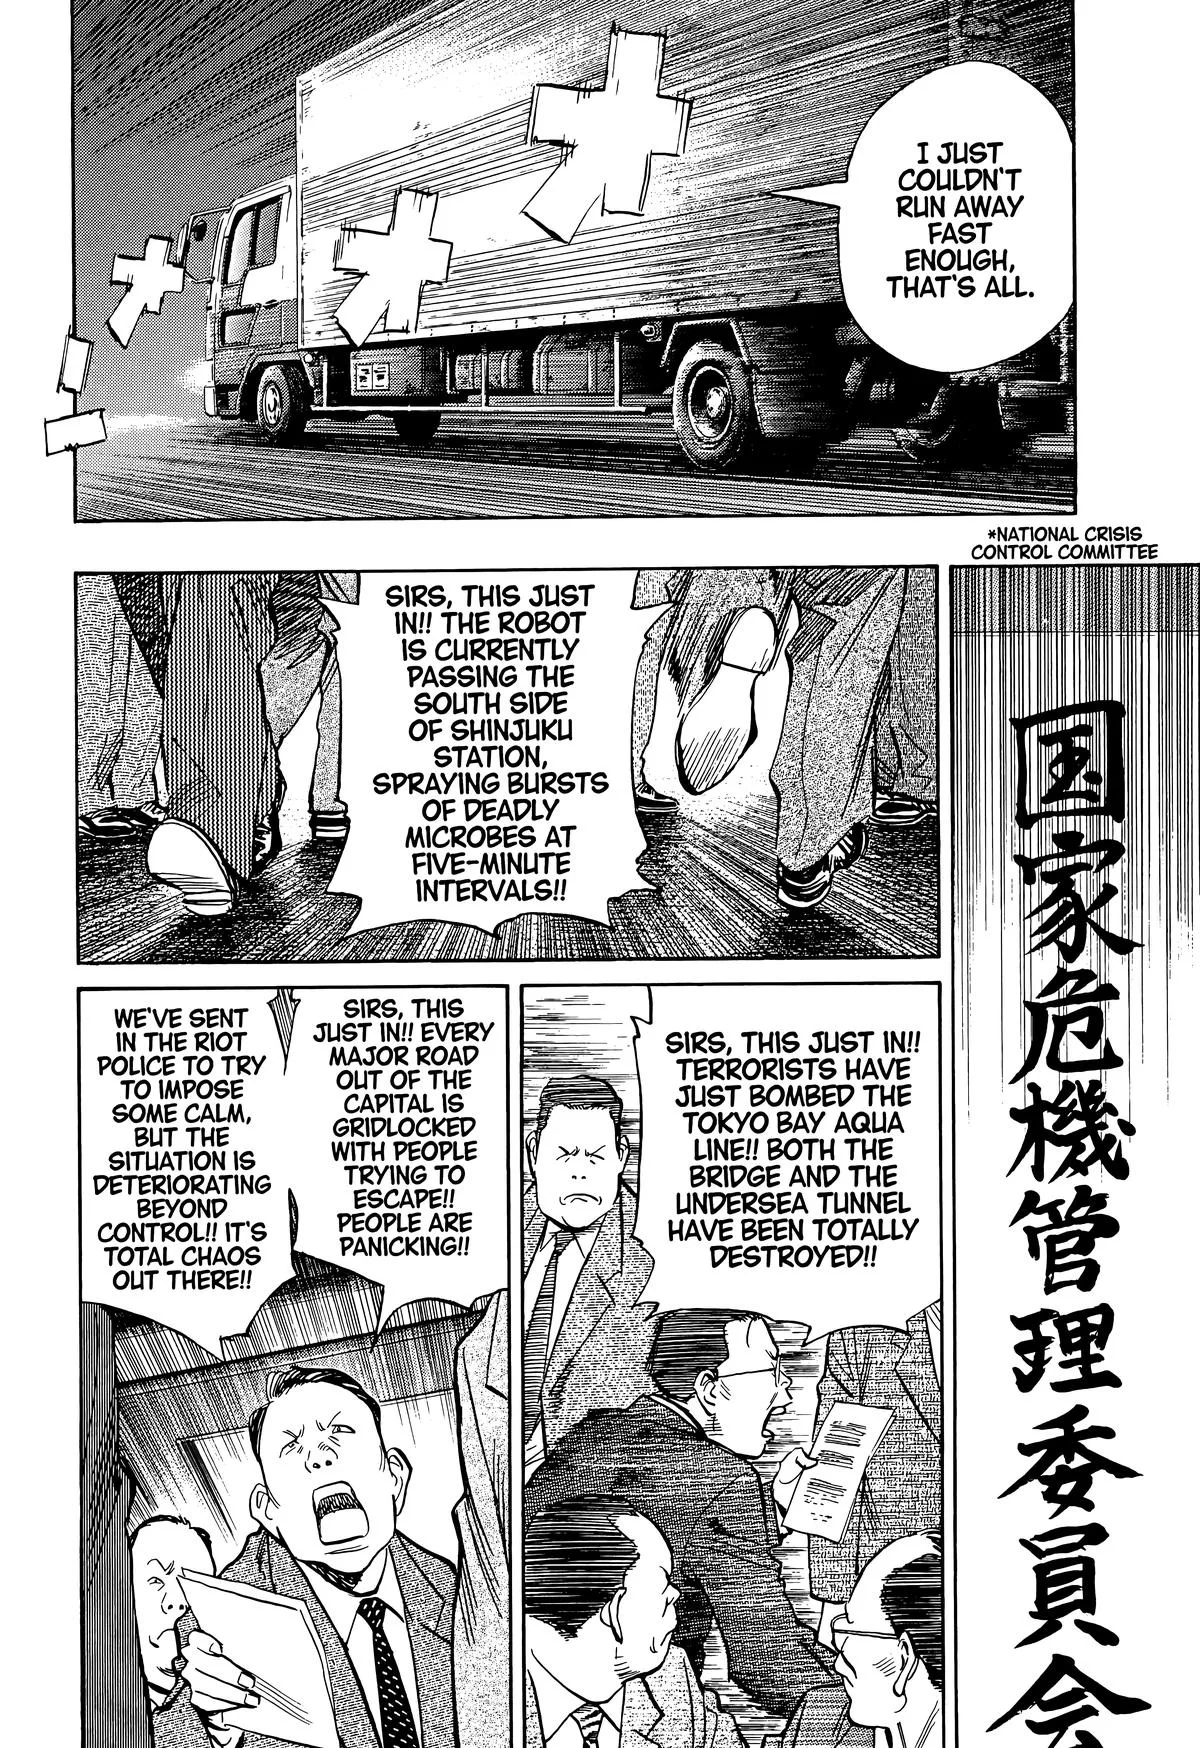 I JUST
COULDN'T
RUN AWAY
FAST
ENOUGH,
THAT'S ALL.
*NATIONAL CRISIS
CONTROL COMMITTEE
国家危機管理委員会
SIRS, THIS JUST
IN!! THE ROBOT
IS CURRENTLY
PASSING THE
SOUTH SIDE
OF SHINJUKU
STATION,
SPRAYING BURSTS
OF DEADLY
MICROBES AT
FIVE-MINUTE
INTERVALS!!
SIRS, THIS JUST IN!!
TERRORISTS HAVE
JUST BOMBED THE
TOKYO BAY AQUA
LINE!! BOTH THE
BRIDGE AND THE
UNDERSEA TUNNEL
HAVE BEEN TOTALLY
DESTROYED!!
SIRS, THIS
JUST IN!! EVERY
MAJOR ROAD
OUT OF THE
CAPITAL IS
GRIDLOCKED
WITH PEOPLE
TRYING TO
ESCAPE!!
PEOPLE ARE
PANICKING!!
WE'VE SENT
IN THE RIOT
POLICE TO TRY
TO IMPOSE
SOME CALM,
BUT THE
SITUATION IS
DETERIORATING
BEYOND
CONTROL!! IT'S
TOTAL CHAOS
OUT THERE!!